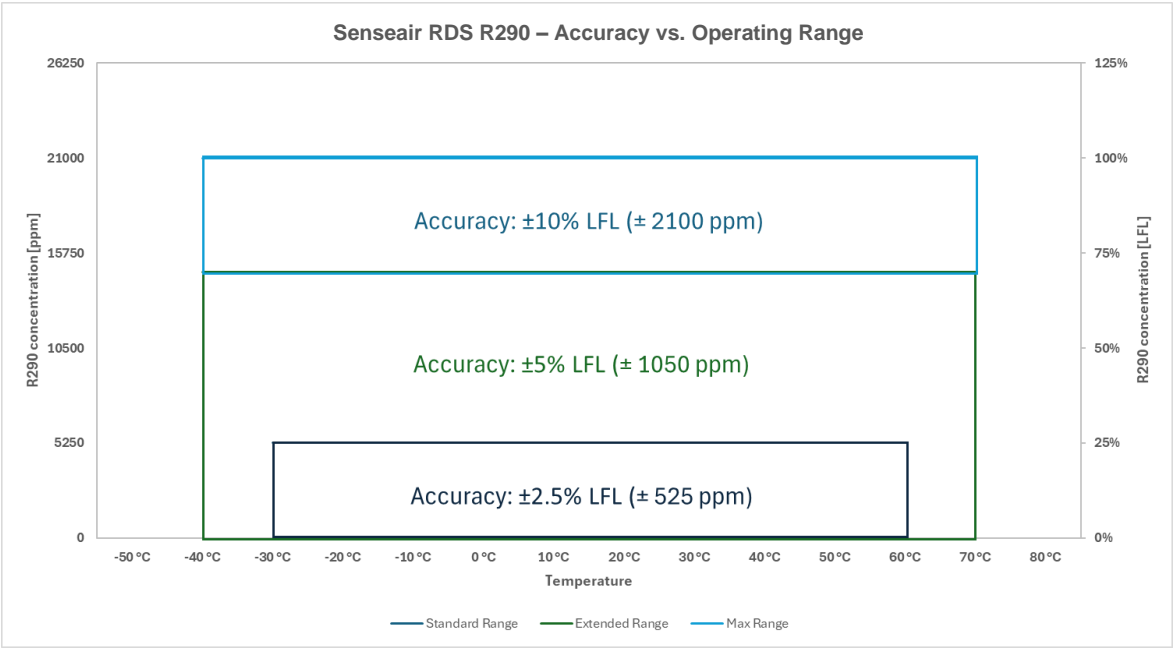 Senseair RDS R290 – Accuracy vs. Operating Range
26250
21000
15750
10500
5250
0
R290 concentration [ppm]
125%
100%
75%
50%
25%
0%
R290 concentration [LFL]
Accuracy: ±10% LFL (± 2100 ppm)
Accuracy: ±5% LFL (± 1050 ppm)
Accuracy: ±2.5% LFL (± 525 ppm)
-50°C -40°C -30°C -20°C -10°C 0°C 10°C 20°C 30°C 40°C 50°C 60°C 70°C 80°C
Temperature
Standard Range Extended Range Max Range